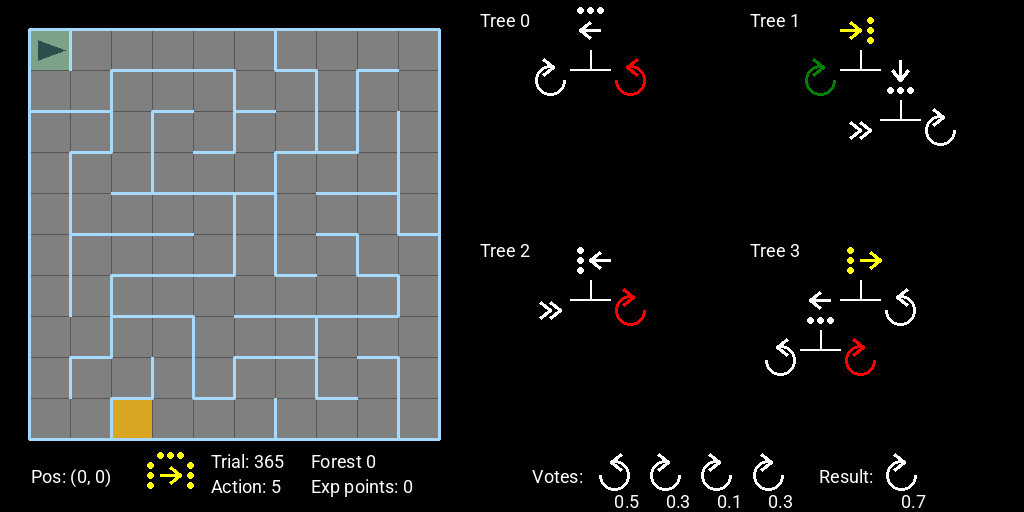 Tree 0
Tree 1
Tree 2
Tree 3
Pos: (0, 0)
Trial: 365
Forest 0
Action: 5
Exp points: 0
Votes:
0.5
0.3
0.1
0.3
Result:
0.7